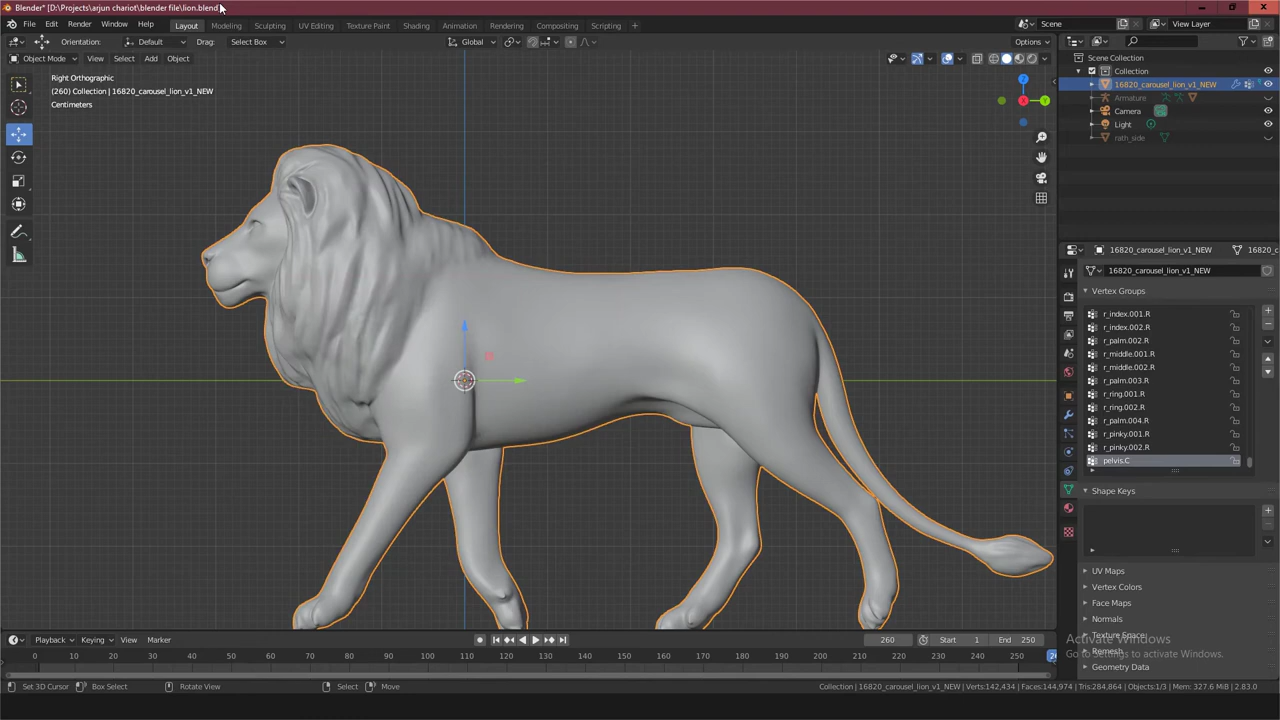 Blender* [D:\Projects\arjun chariot\blender file\lion.blend]
File Edit Render Window Help
Layout Modeling Sculpting UV Editing Texture Paint Shading Animation Rendering Compositing Scripting +
Scene View Layer
Orientation: Default Drag: Select Box Global Options
Object Mode View Select Add Object
Right Orthographic
(260) Collection | 16820_carousel_lion_v1_NEW
Centimeters
Z
Y
Scene Collection
Collection
16820_carousel_lion_v1_NEW
Armature
Camera
Light
rath_side
16820_carousel_lion_v1_NEW 16820_c
16820_carousel_lion_v1_NEW
Vertex Groups
r_index.001.R
r_index.002.R
r_palm.002.R
r_middle.001.R
r_middle.002.R
r_palm.003.R
r_ring.001.R
r_ring.002.R
r_palm.004.R
r_pinky.001.R
r_pinky.002.R
pelvis.C
Shape Keys
UV Maps
Vertex Colors
Face Maps
Normals
Texture Space
Remesh
Geometry Data
Activate Windows
Go to Settings to activate Windows.
Playback Keying View Marker 260 Start 1 End 250
0 10 20 30 40 50 60 70 80 90 100 110 120 130 140 150 160 170 180 190 200 210 220 230 240 250
Set 3D Cursor Box Select Rotate View Select Move Collection | 16820_carousel_lion_v1_NEW | Verts:142,434 | Faces:144,974 | Tris:284,864 | Objects:1/3 | Mem: 327.6 MiB | 2.83.0